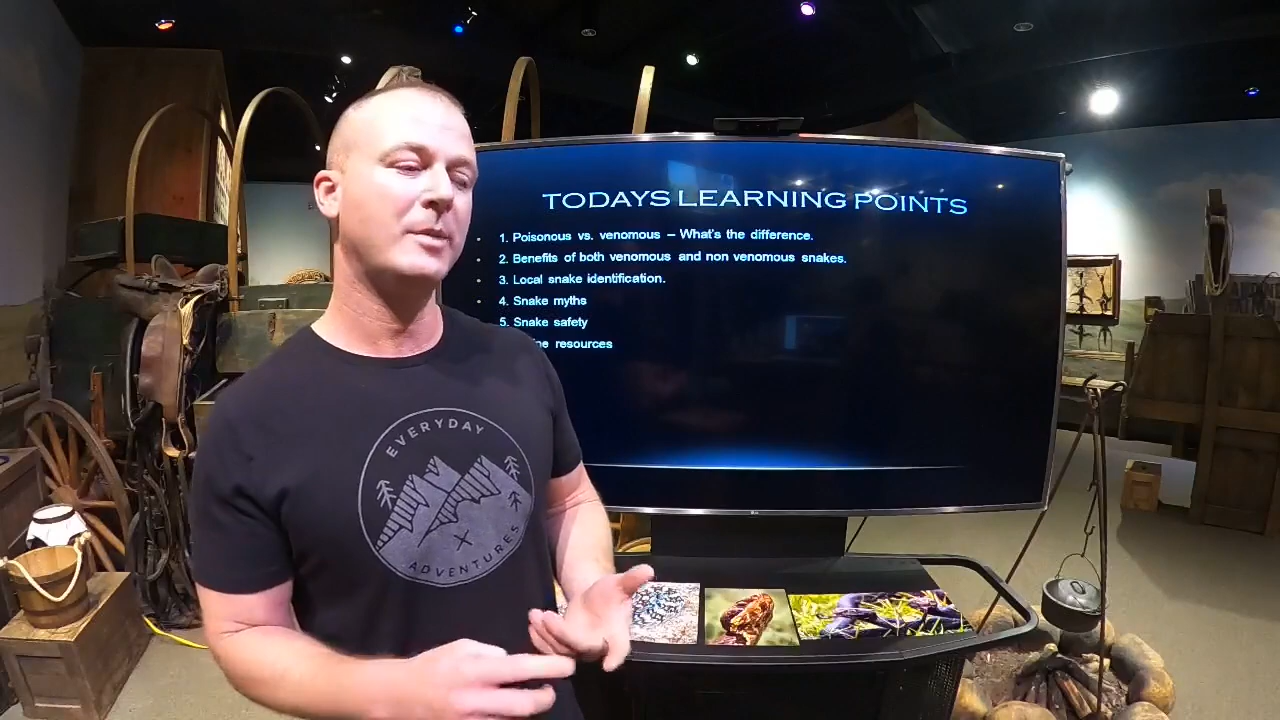 TODAYS LEARNING POINTS
• 1. Poisonous vs. venomous – What's the difference.
• 2. Benefits of both venomous and non venomous snakes.
• 3. Local snake identification.
• 4. Snake myths
5. Snake safety
resources
EVERYDAY
ADVENTURES
LG